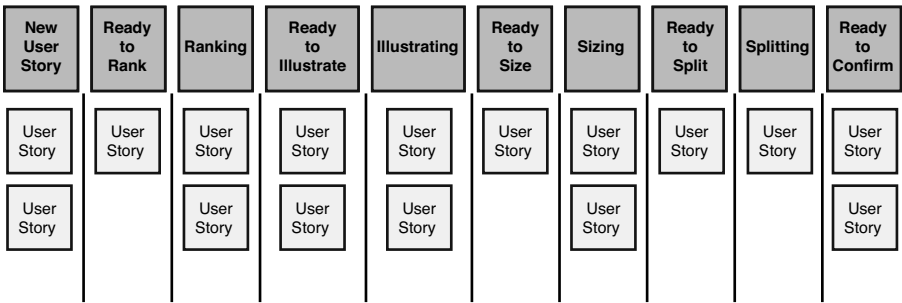 New
User
Story
Ready
to
Rank
Ranking
Ready
to
Illustrate
Illustrating
Ready
to
Size
Sizing
Ready
to
Split
Splitting
Ready
to
Confirm
User
Story
User
Story
User
Story
User
Story
User
Story
User
Story
User
Story
User
Story
User
Story
User
Story
User
Story
User
Story
User
Story
User
Story
User
Story
User
Story